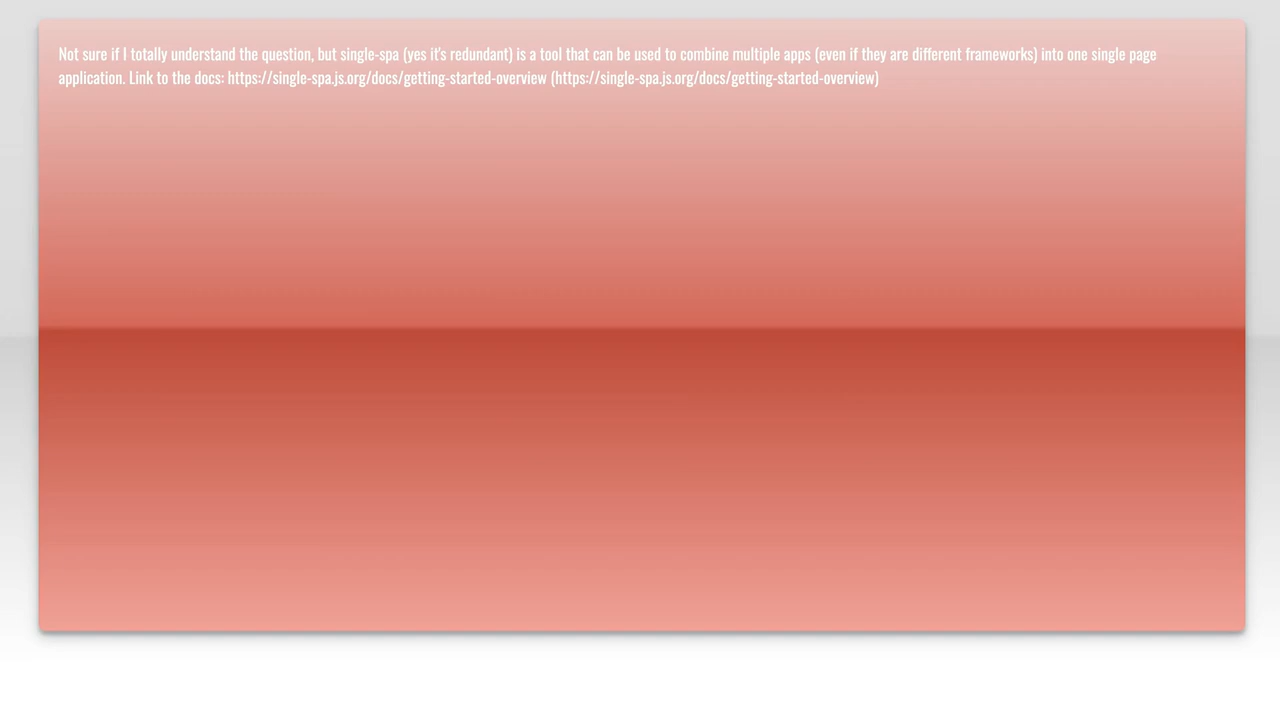 Not sure if I totally understand the question, but single-spa (yes it's redundant) is a tool that can be used to combine multiple apps (even if they are different frameworks) into one single page
application. Link to the docs: https://single-spa.js.org/docs/getting-started-overview (https://single-spa.js.org/docs/getting-started-overview)